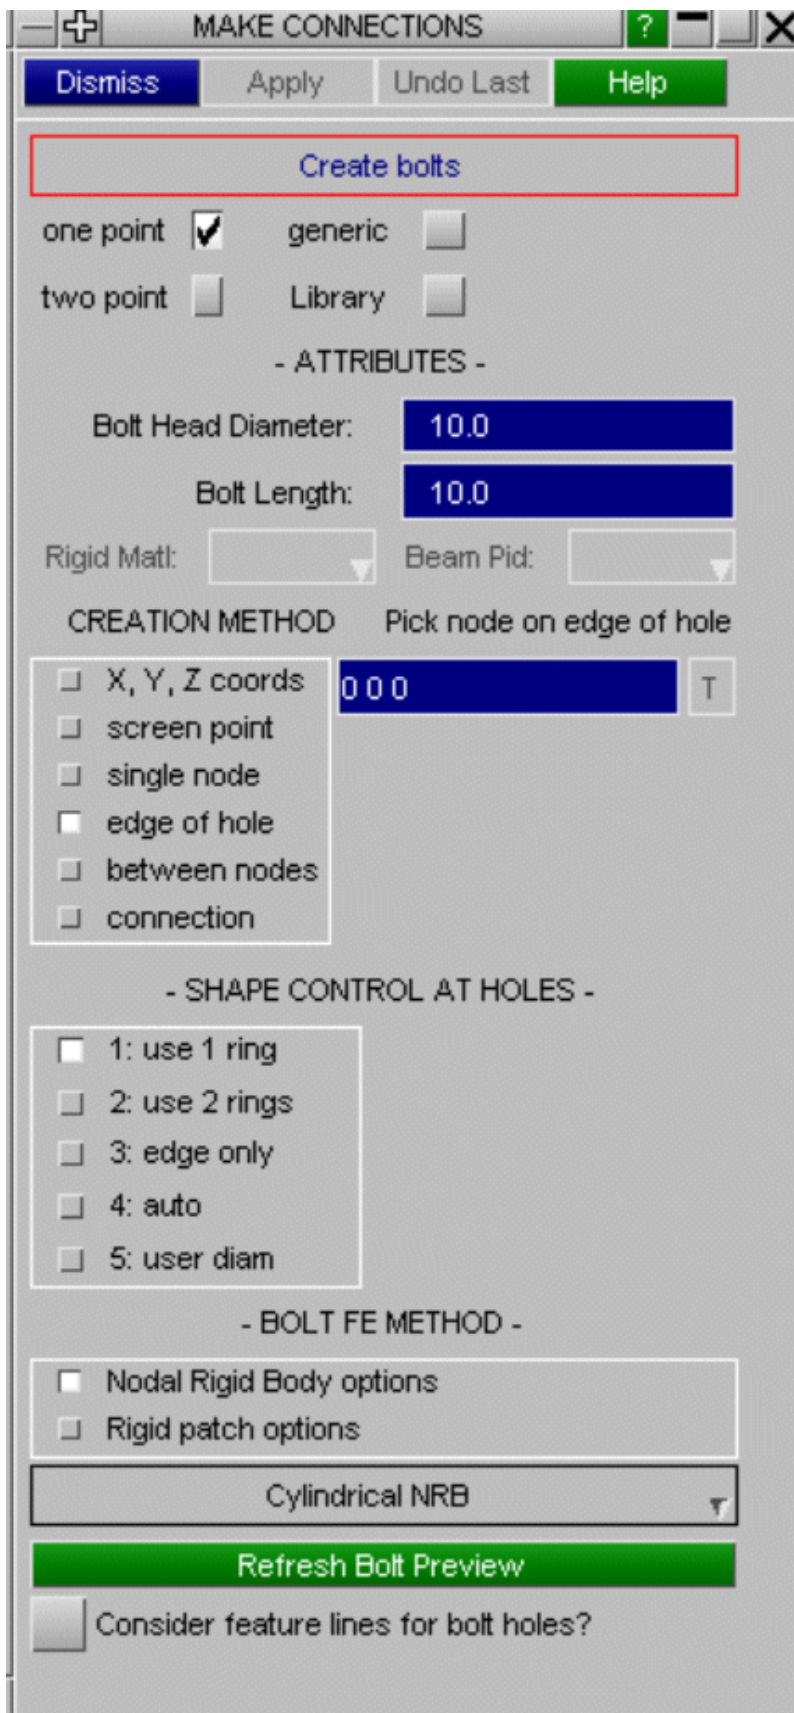 MAKE CONNECTIONS ?
Dismiss Apply Undo Last Help
Create bolts
one point generic
two point Library
- ATTRIBUTES -
Bolt Head Diameter: 10.0
Bolt Length: 10.0
Rigid Matl: Beam Pid:
CREATION METHOD Pick node on edge of hole
X, Y, Z coords 0 0 0 T
screen point
single node
edge of hole
between nodes
connection
- SHAPE CONTROL AT HOLES -
1: use 1 ring
2: use 2 rings
3: edge only
4: auto
5: user diam
- BOLT FE METHOD -
Nodal Rigid Body options
Rigid patch options
Cylindrical NRB
Refresh Bolt Preview
Consider feature lines for bolt holes?